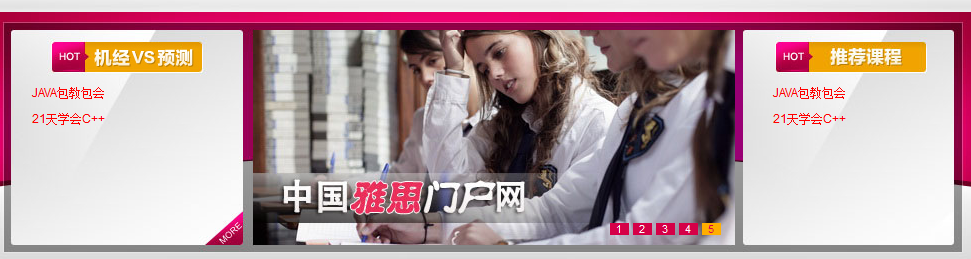 HOT 机经VS预测
JAVA包教包会
21天学会C++
MORE
中国雅思门户网
1 2 3 4 5
HOT 推荐课程
JAVA包教包会
21天学会C++